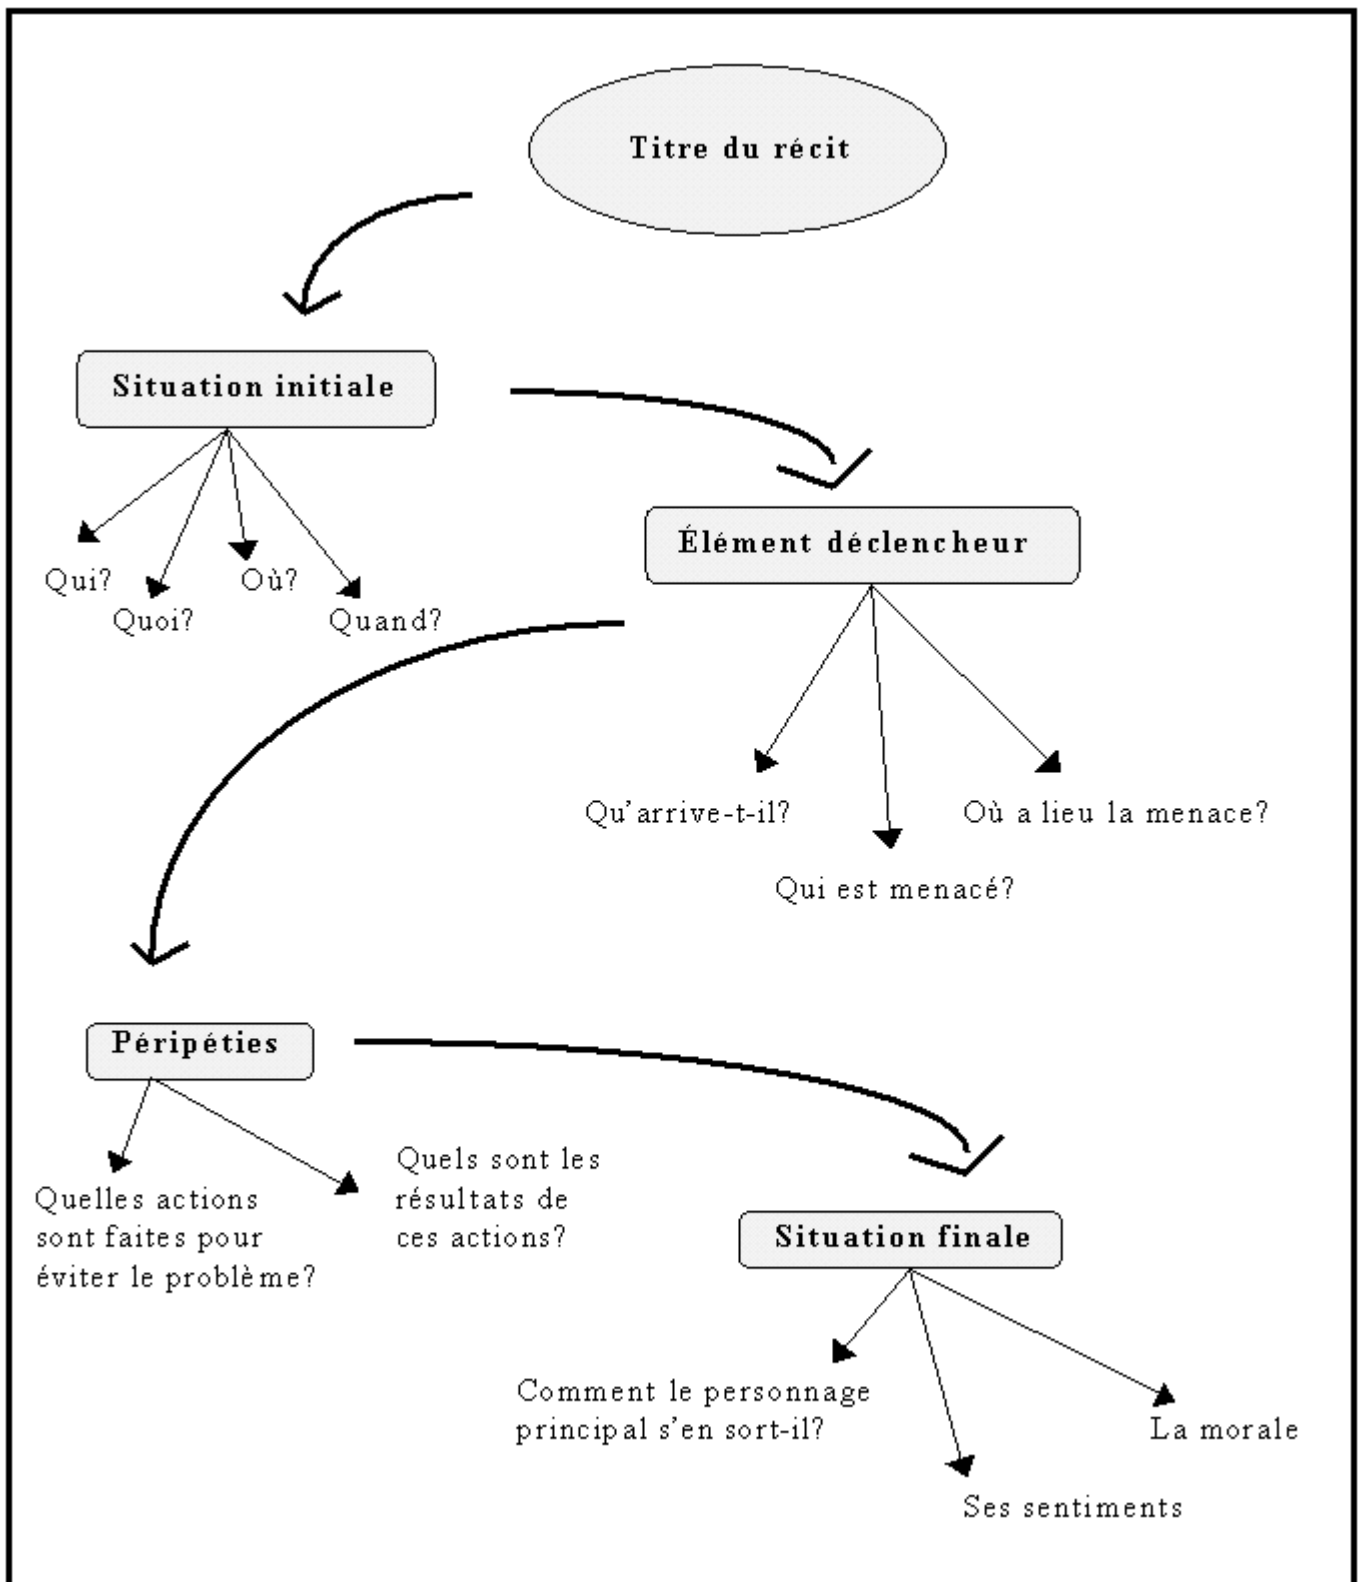 Titre du récit
Situation initiale
Qui?
Quoi?
Où?
Quand?
Élément déclencheur
Qu'arrive-t-il?
Qui est menacé?
Où a lieu la menace?
Péripéties
Quelles actions
sont faites pour
éviter le problème?
Quels sont les
résultats de
ces actions?
Situation finale
Comment le personnage
principal s'en sort-il?
Ses sentiments
La morale